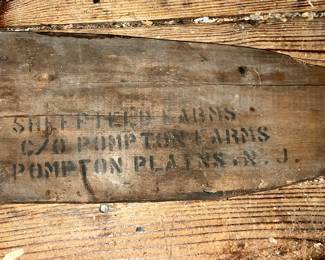 SHEFFIELD FARMS
C/O POMPTON FARMS
POMPTON PLAINS. N. J.